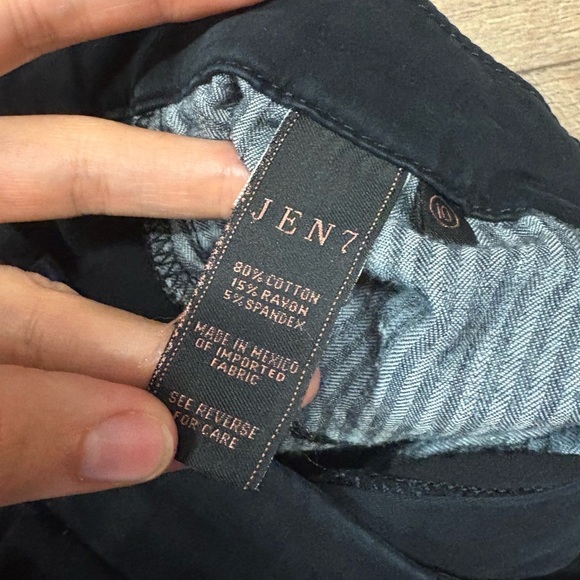 JEN7
80% COTTON
15% RAYON
5% SPANDEX
MADE IN MEXICO
OF IMPORTED
FABRIC
SEE REVERSE
FOR CARE
10